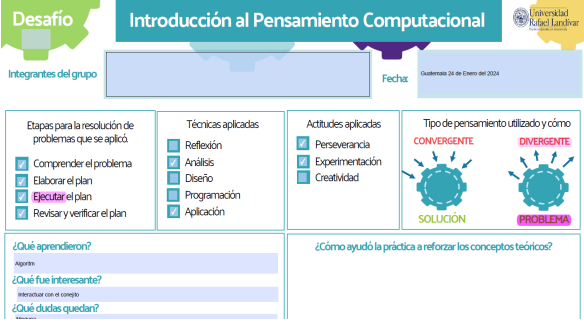 Desafío
Introducción al Pensamiento Computacional
Universidad
Rafael Landívar
Integrantes del grupo
Fecha:
Guatemala 24 de Enero del 2024
Etapas para la resolución de
problemas que se aplicó.
Comprender el problema
Elaborar el plan
Ejecutar el plan
Revisar y verificar el plan
Técnicas aplicadas
Reflexión
Análisis
Diseño
Programación
Aplicación
Actitudes aplicadas
Perseverancia
Experimentación
Creatividad
Tipo de pensamiento utilizado y cómo
CONVERGENTE
DIVERGENTE
SOLUCIÓN
PROBLEMA
¿Qué aprendieron?
Algoritm
¿Qué fue interesante?
Interactuar con el conejito
¿Qué dudas quedan?
¿Cómo ayudó la práctica a reforzar los conceptos teóricos?